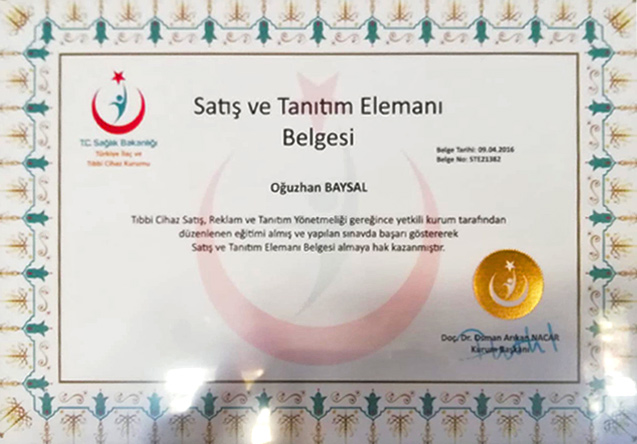 T.C. Sağlık Bakanlığı
Türkiye İlaç ve
Tıbbi Cihaz Kurumu
Satış ve Tanıtım Elemanı
Belgesi
Belge Tarihi: 09.04.2016
Belge No: STE21382
Oğuzhan BAYSAL
Tıbbi Cihaz Satış, Reklam ve Tanıtım Yönetmeliği gereğince yetkili kurum tarafından
düzenlenen eğitimi almış ve yapılan sınavda başarı göstererek
Satış ve Tanıtım Elemanı Belgesi almaya hak kazanmıştır.
Doç. Dr. Osman Arıkan NACAR
Kurum Başkanı